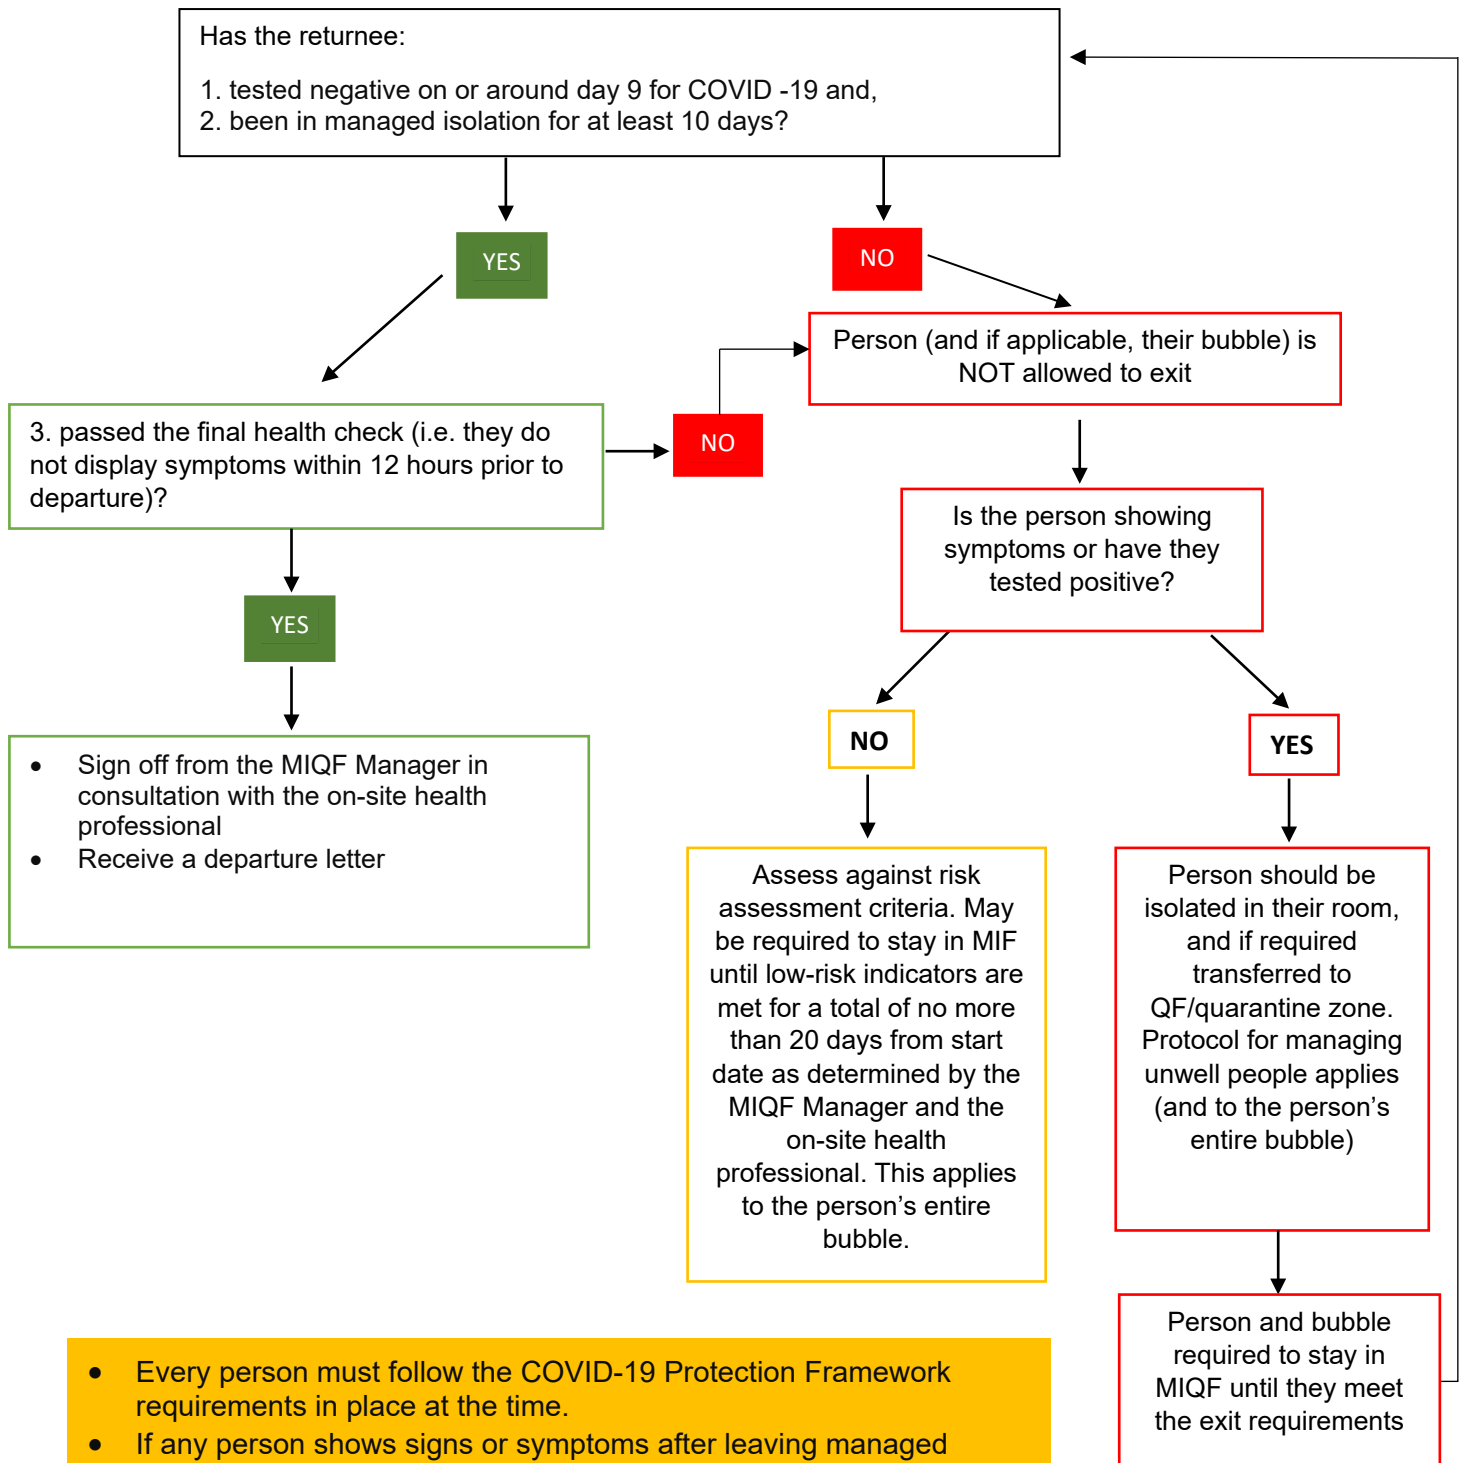 Has the returnee:
1. tested negative on or around day 9 for COVID -19 and,
2. been in managed isolation for at least 10 days?
YES
NO
Person (and if applicable, their bubble) is
NOT allowed to exit
3. passed the final health check (i.e. they do
not display symptoms within 12 hours prior to
departure)?
NO
Is the person showing
symptoms or have they
tested positive?
YES
NO
YES
• Sign off from the MIQF Manager in
consultation with the on-site health
professional
• Receive a departure letter
Assess against risk
assessment criteria. May
be required to stay in MIF
until low-risk indicators are
met for a total of no more
than 20 days from start
date as determined by the
MIQF Manager and the
on-site health
professional. This applies
to the person’s entire
bubble.
Person should be
isolated in their room,
and if required
transferred to
QF/quarantine zone.
Protocol for managing
unwell people applies
(and to the person’s
entire bubble)
Person and bubble
required to stay in
MIQF until they meet
the exit requirements
• Every person must follow the COVID-19 Protection Framework
requirements in place at the time.
• If any person shows signs or symptoms after leaving managed